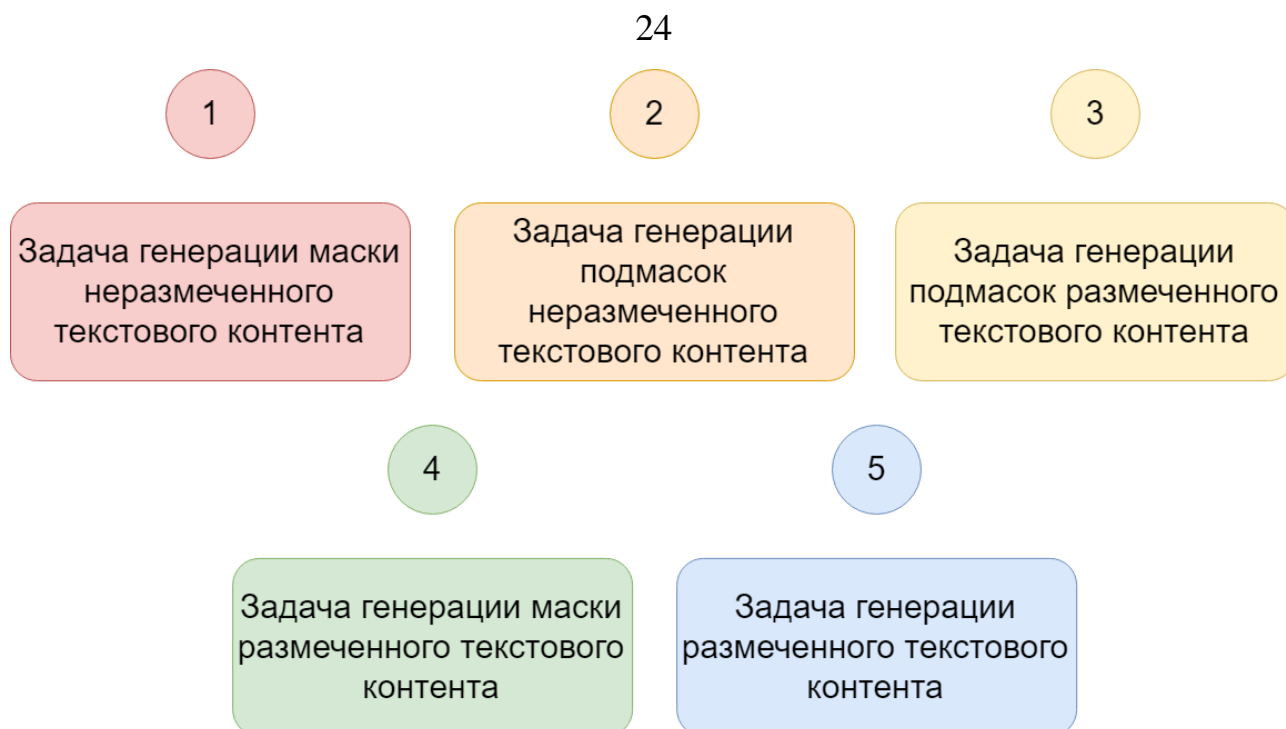 24
1
2
3
Задача генерации маски
неразмеченного
текстового контента
Задача генерации
подмасок
неразмеченного
текстового контента
Задача генерации
подмасок размеченного
текстового контента
4
5
Задача генерации маски
размеченного текстового
контента
Задача генерации
размеченного текстового
контента